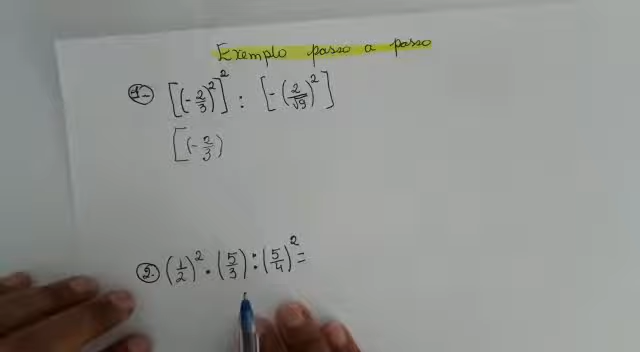 Exemplo passo a passo
1- [(-2/3)²]² : [-(2/√9)²]
[(-2/3)
2. (1/2)² · (5/3) : (5/4)² =